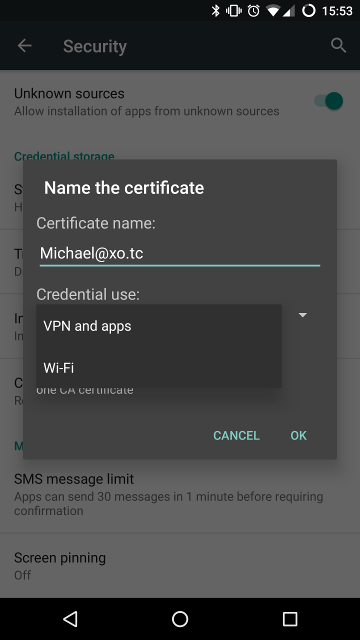 15:53
Security
Unknown sources
Allow installation of apps from unknown sources
Credential storage
Name the certificate
Certificate name:
Michael@xo.tc
Credential use:
VPN and apps
Wi-Fi
one CA certificate
CANCEL
OK
SMS message limit
Apps can send 30 messages in 1 minute before requiring
confirmation
Screen pinning
Off